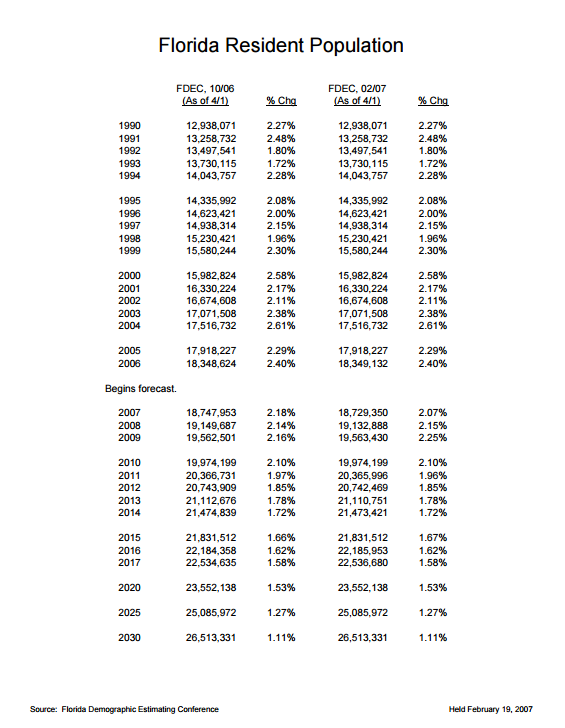 Florida Resident Population
FDEC, 10/06 FDEC, 02/07
(As of 4/1) % Chg (As of 4/1) % Chg
1990 12,938,071 2.27% 12,938,071 2.27%
1991 13,258,732 2.48% 13,258,732 2.48%
1992 13,497,541 1.80% 13,497,541 1.80%
1993 13,730,115 1.72% 13,730,115 1.72%
1994 14,043,757 2.28% 14,043,757 2.28%
1995 14,335,992 2.08% 14,335,992 2.08%
1996 14,623,421 2.00% 14,623,421 2.00%
1997 14,938,314 2.15% 14,938,314 2.15%
1998 15,230,421 1.96% 15,230,421 1.96%
1999 15,580,244 2.30% 15,580,244 2.30%
2000 15,982,824 2.58% 15,982,824 2.58%
2001 16,330,224 2.17% 16,330,224 2.17%
2002 16,674,608 2.11% 16,674,608 2.11%
2003 17,071,508 2.38% 17,071,508 2.38%
2004 17,516,732 2.61% 17,516,732 2.61%
2005 17,918,227 2.29% 17,918,227 2.29%
2006 18,348,624 2.40% 18,349,132 2.40%
Begins forecast.
2007 18,747,953 2.18% 18,729,350 2.07%
2008 19,149,687 2.14% 19,132,888 2.15%
2009 19,562,501 2.16% 19,563,430 2.25%
2010 19,974,199 2.10% 19,974,199 2.10%
2011 20,366,731 1.97% 20,365,996 1.96%
2012 20,743,909 1.85% 20,742,469 1.85%
2013 21,112,676 1.78% 21,110,751 1.78%
2014 21,474,839 1.72% 21,473,421 1.72%
2015 21,831,512 1.66% 21,831,512 1.67%
2016 22,184,358 1.62% 22,185,953 1.62%
2017 22,534,635 1.58% 22,536,680 1.58%
2020 23,552,138 1.53% 23,552,138 1.53%
2025 25,085,972 1.27% 25,085,972 1.27%
2030 26,513,331 1.11% 26,513,331 1.11%
Source: Florida Demographic Estimating Conference Held February 19, 2007